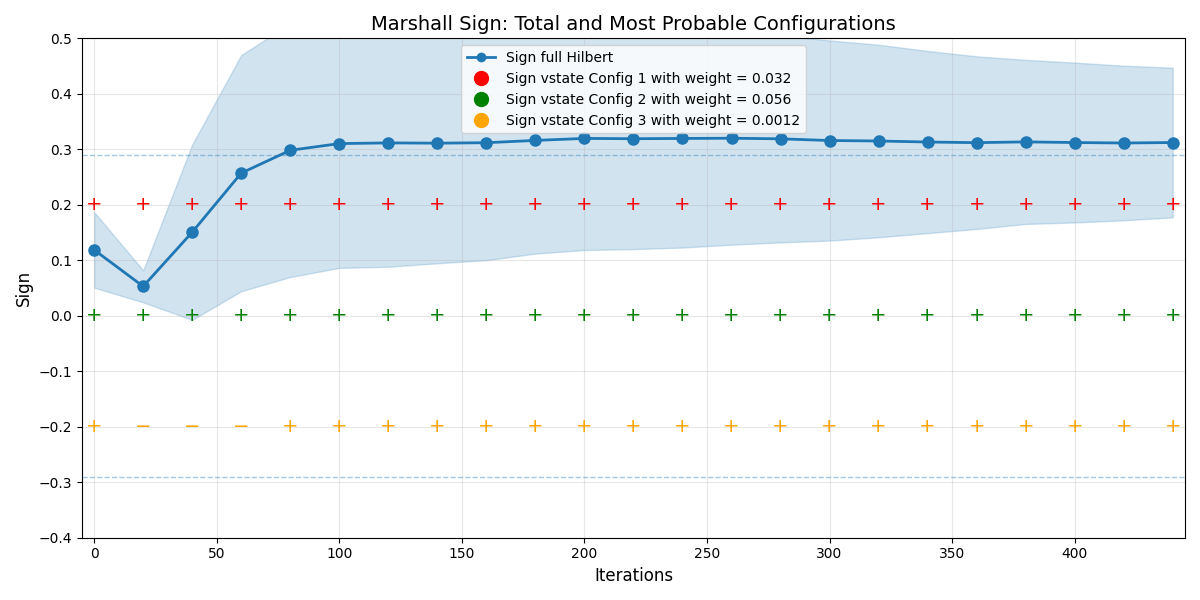 Marshall Sign: Total and Most Probable Configurations
Sign full Hilbert
Sign vstate Config 1 with weight = 0.032
Sign vstate Config 2 with weight = 0.056
Sign vstate Config 3 with weight = 0.0012
Sign
0.5
0.4
0.3
0.2
0.1
0.0
−0.1
−0.2
−0.3
−0.4
0 50 100 150 200 250 300 350 400
Iterations